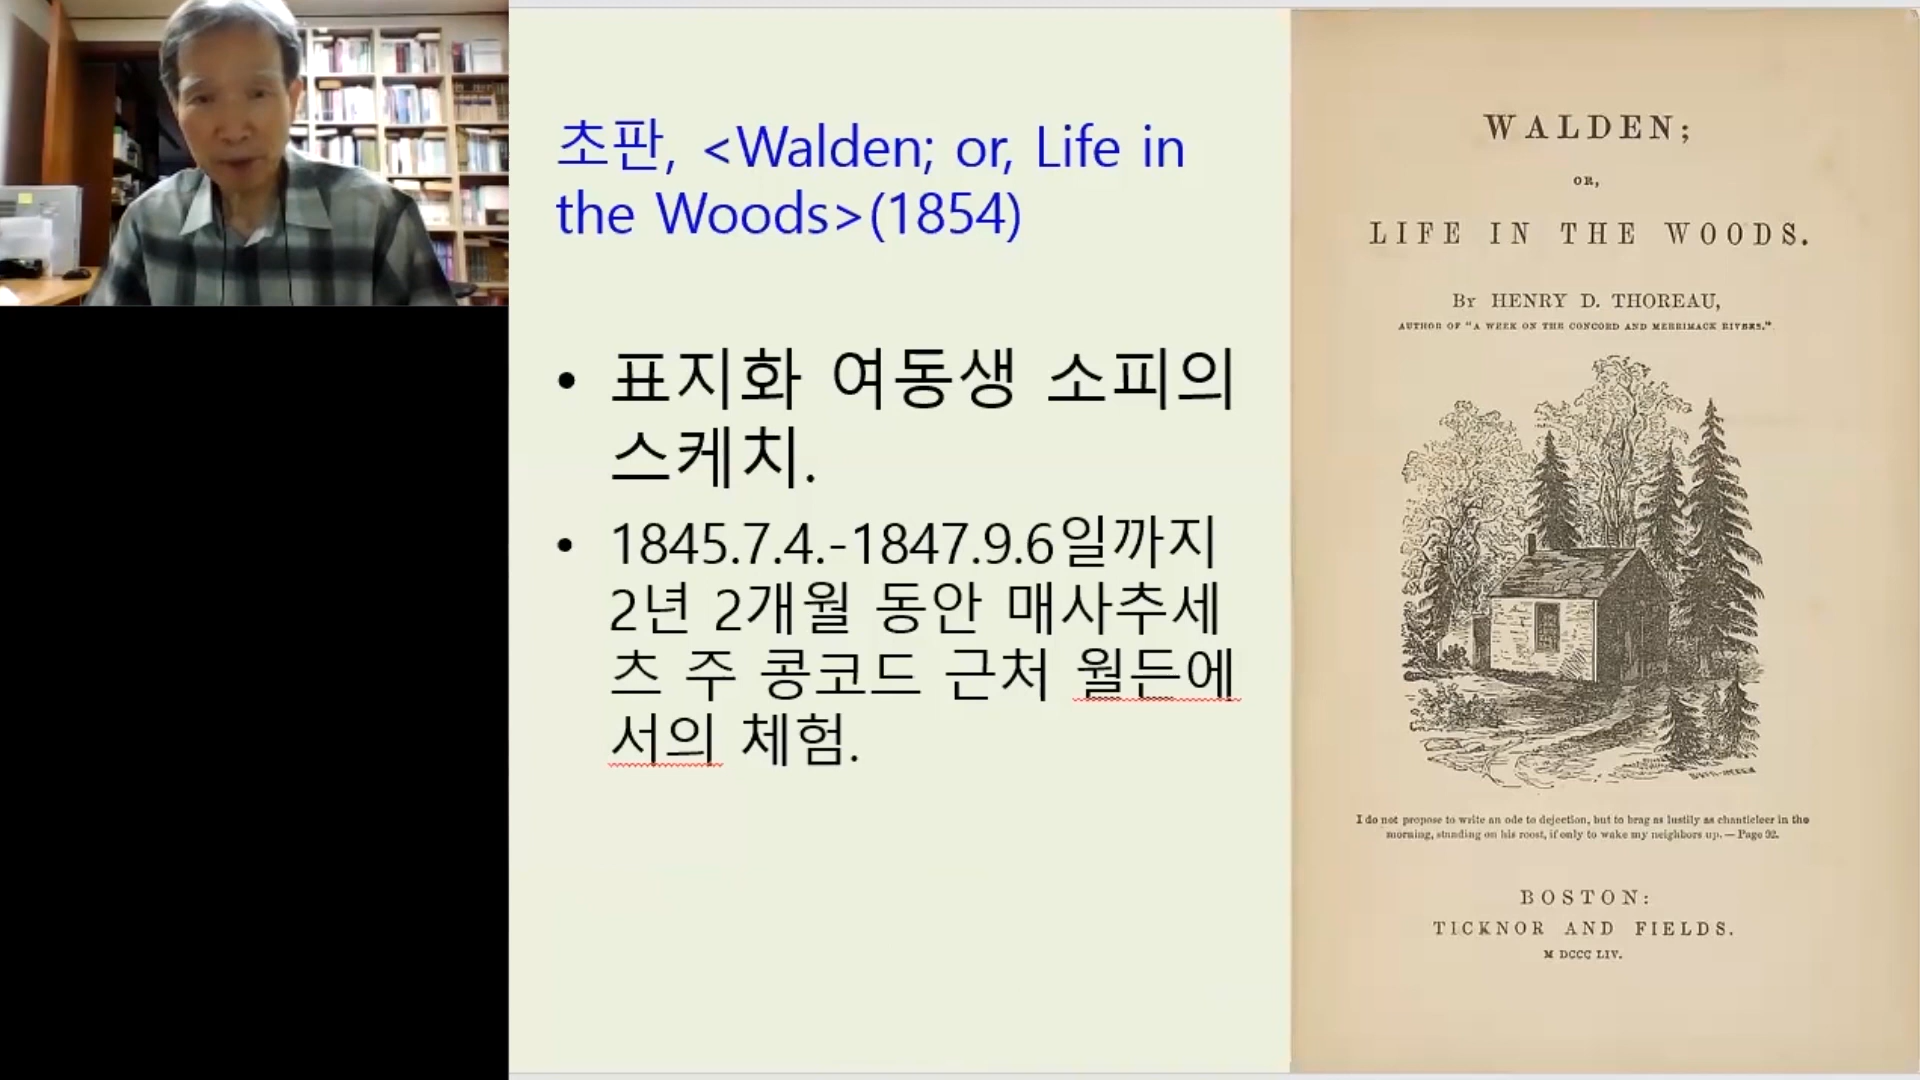 초판, <Walden; or, Life in
the Woods>(1854)
• 표지화 여동생 소피의
스케치.
• 1845.7.4.-1847.9.6일까지
2년 2개월 동안 매사추세
츠 주 콩코드 근처 월든에
서의 체험.
WALDEN;
OR,
LIFE IN THE WOODS.
By HENRY D. THOREAU,
AUTHOR OF "A WEEK ON THE CONCORD AND MERRIMACK RIVERS."
I do not propose to write an ode to dejection, but to brag as lustily as chanticleer in the
morning, standing on his roost, if only to wake my neighbors up. — Page 92.
BOSTON:
TICKNOR AND FIELDS.
M DCCC LIV.